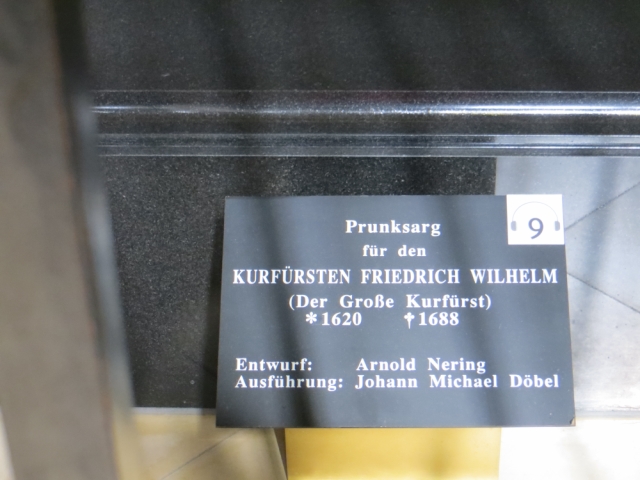 9
Prunksarg
für den
KURFÜRSTEN FRIEDRICH WILHELM
(Der Große Kurfürst)
*1620 ✝1688
Entwurf: Arnold Nering
Ausführung: Johann Michael Döbel